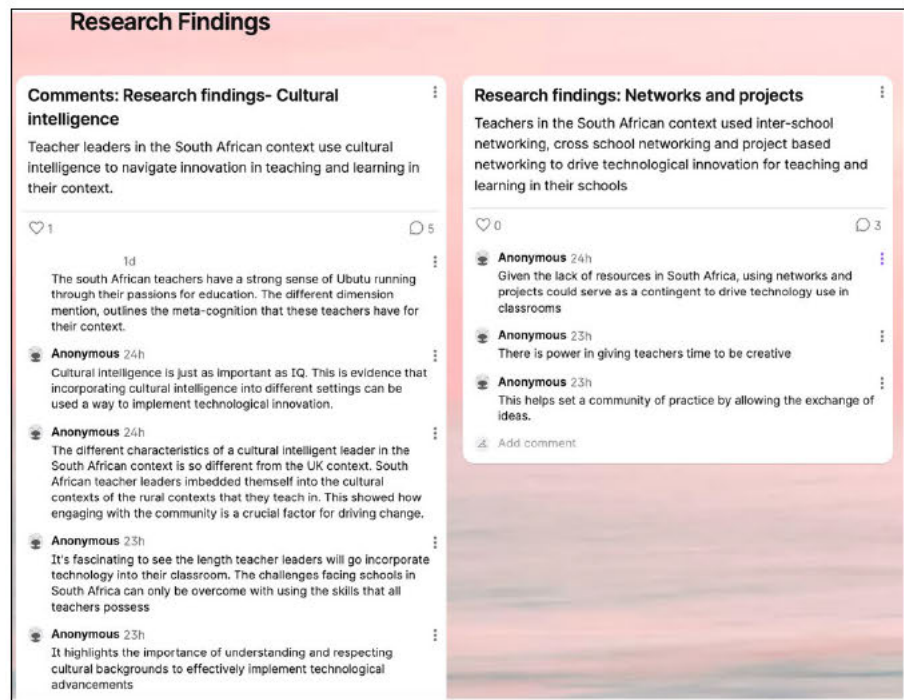 Research Findings
Comments: Research findings- Cultural
intelligence
Teacher leaders in the South African context use cultural
intelligence to navigate innovation in teaching and learning in
their context.
1
5
1d
The south African teachers have a strong sense of Ubutu running
through their passions for education. The different dimension
mention, outlines the meta-cognition that these teachers have for
their context.
Anonymous 24h
Cultural intelligence is just as important as IQ. This is evidence that
incorporating cultural intelligence into different settings can be
used a way to implement technological innovation.
Anonymous 24h
The different characteristics of a cultural intelligent leader in the
South African context is so different from the UK context. South
African teacher leaders imbedded themself into the cultural
contexts of the rural contexts that they teach in. This showed how
engaging with the community is a crucial factor for driving change.
Anonymous 23h
It's fascinating to see the length teacher leaders will go incorporate
technology into their classroom. The challenges facing schools in
South Africa can only be overcome with using the skills that all
teachers possess
Anonymous 23h
It highlights the importance of understanding and respecting
cultural backgrounds to effectively implement technological
advancements
Research findings: Networks and projects
Teachers in the South African context used inter-school
networking, cross school networking and project based
networking to drive technological innovation for teaching and
learning in their schools
0
3
Anonymous 24h
Given the lack of resources in South Africa, using networks and
projects could serve as a contingent to drive technology use in
classrooms
Anonymous 23h
There is power in giving teachers time to be creative
Anonymous 23h
This helps set a community of practice by allowing the exchange of
ideas.
Add comment